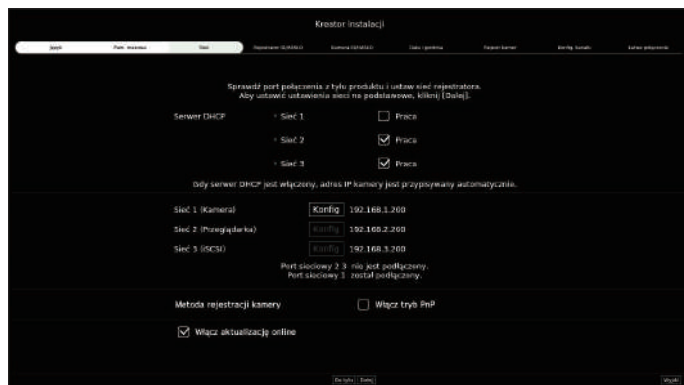 Kreator instalacji
Język
Sieć
Data i godzina
Sprawdź port połączenia z tyłu produktu i ustaw sieć rejestratora.
Aby ustawić ustawienia sieci na podstawowe, kliknij [Dalej].
Serwer DHCP Sieć 1 Praca
Sieć 2 Praca
Sieć 3 Praca
Gdy serwer DHCP jest włączony, adres IP kamery jest przypisywany automatycznie.
Sieć 1 (Kamera) Konfig 192.168.1.200
Sieć 2 (Przeglądarka) Konfig 192.168.2.200
Sieć 3 (iSCSI) Konfig 192.168.3.200
Port sieciowy 2 3 nie jest podłączony.
Port sieciowy 1 został podłączony.
Metoda rejestracji kamery Włącz tryb PnP
Włącz aktualizację online
Do tyłu Dalej